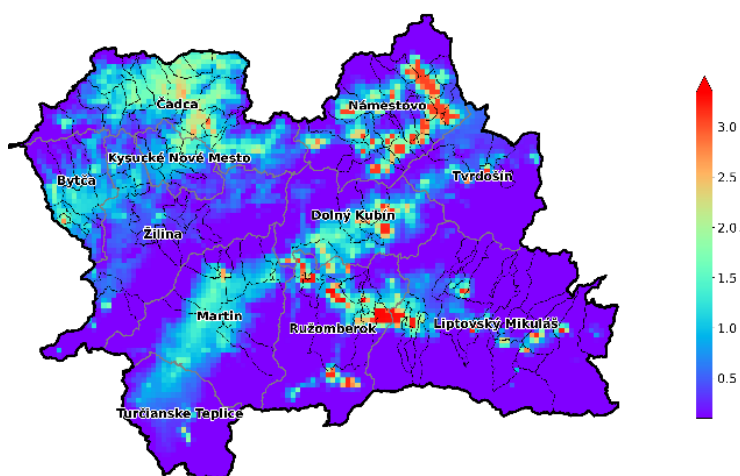 Čadca
Námestovo
Kysucké Nové Mesto
Tvrdošín
Bytča
Dolný Kubín
Žilina
Martin
Ružomberok
Liptovský Mikuláš
Turčianske Teplice
3.0
2.5
2.0
1.5
1.0
0.5